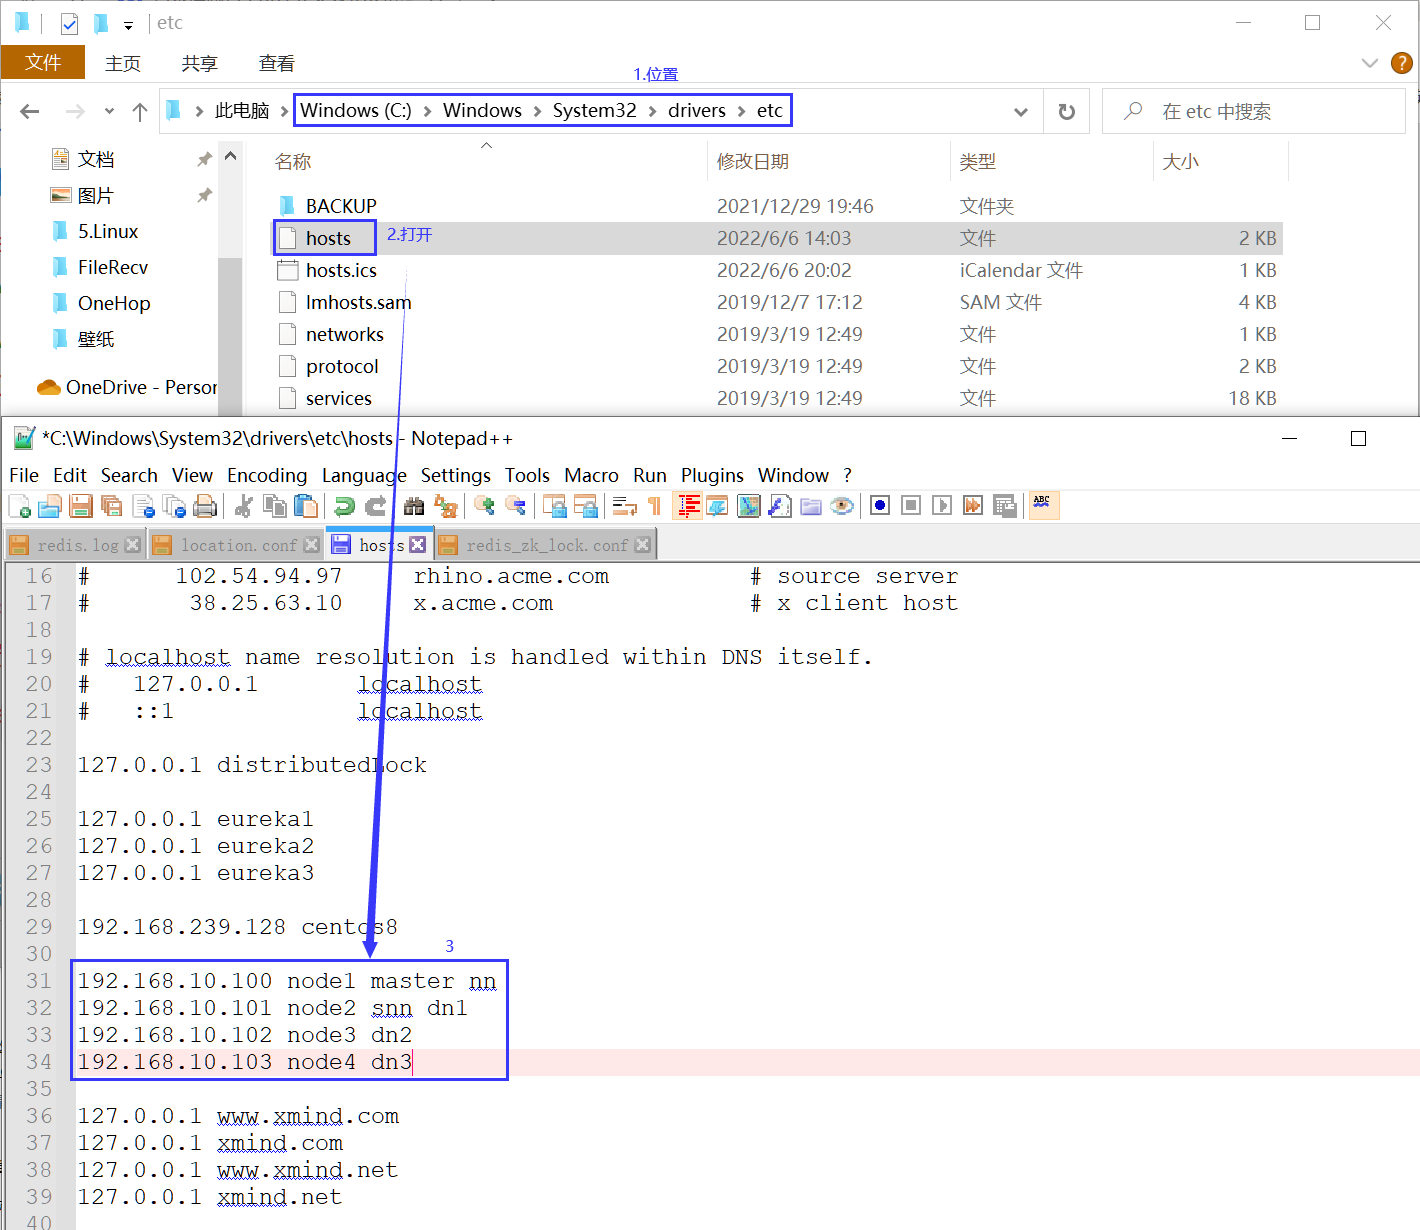 etc
文件 主页 共享 查看
1.位置
此电脑 Windows (C:) Windows System32 drivers etc
在 etc 中搜索
文档
图片
5.Linux
FileRecv
OneHop
壁纸
OneDrive - Persor
名称 修改日期 类型 大小
BACKUP 2021/12/29 19:46 文件夹
hosts 2.打开 2022/6/6 14:03 文件 2 KB
hosts.ics 2022/6/6 20:02 iCalendar 文件 1 KB
lmhosts.sam 2019/12/7 17:12 SAM 文件 4 KB
networks 2019/3/19 12:49 文件 1 KB
protocol 2019/3/19 12:49 文件 2 KB
services 2019/3/19 12:49 文件 18 KB
*C:\Windows\System32\drivers\etc\hosts - Notepad++
File Edit Search View Encoding Language Settings Tools Macro Run Plugins Window ?
ABC
redis.log location.conf hosts redis_zk_lock.conf
16 # 102.54.94.97 rhino.acme.com # source server
17 # 38.25.63.10 x.acme.com # x client host
18
19 # localhost name resolution is handled within DNS itself.
20 # 127.0.0.1 localhost
21 # ::1 localhost
22
23 127.0.0.1 distributedLock
24
25 127.0.0.1 eureka1
26 127.0.0.1 eureka2
27 127.0.0.1 eureka3
28
29 192.168.239.128 centos8
30
3
31 192.168.10.100 node1 master nn
32 192.168.10.101 node2 snn dn1
33 192.168.10.102 node3 dn2
34 192.168.10.103 node4 dn3
35
36 127.0.0.1 www.xmind.com
37 127.0.0.1 xmind.com
38 127.0.0.1 www.xmind.net
39 127.0.0.1 xmind.net
40